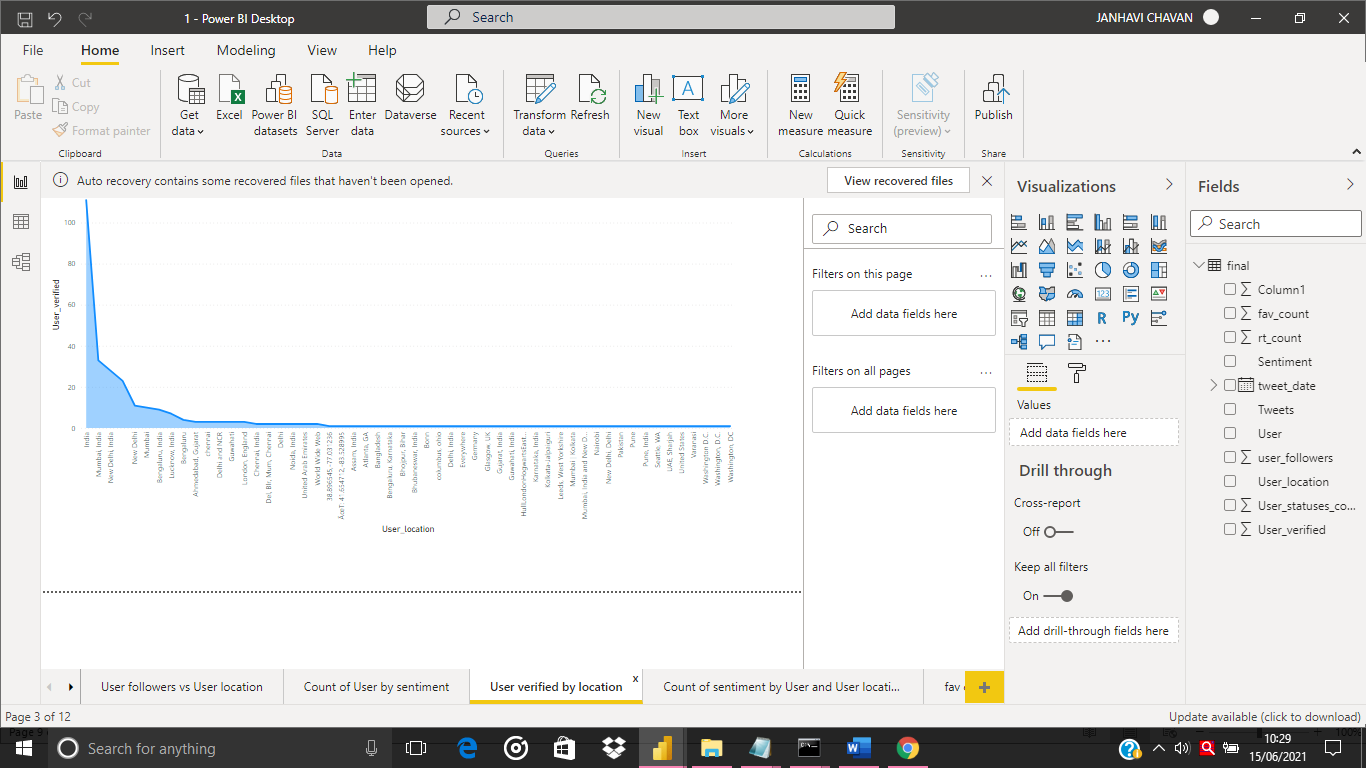 1 - Power BI Desktop
Search
JANHAVI CHAVAN
File Home Insert Modeling View Help
Paste
Cut
Copy
Format painter
Get data
Excel
Power BI datasets
SQL Server
Enter data
Dataverse
Recent sources
Transform data
Refresh
New visual
A
Text box
More visuals
New measure
Quick measure
Sensitivity (preview)
Publish
Clipboard
Data
Queries
Insert
Calculations
Sensitivity
Share
Auto recovery contains some recovered files that haven't been opened.
View recovered files
100
80
60
40
20
0
User_verified
India
Mumbai, India
New Delhi, India
New Delhi
Mumbai
Bengaluru, India
Lucknow, India
Bengaluru
Ahmedabad, Gujarat
chennai
Delhi and NCR
Guwahati
London, England
Chennai, India
Del, Blr, Mum, Chennai
Delhi
Noida, India
United Arab Emirates
World Wide Web
38.896545,-77.031236
ÃœT: 41.654712,-83.528995
Assam, India
Atlanta, GA
Bangladesh
Bengaluru, Karnataka
Bhojpur, Bihar
Bhubaneswar, India
Bonn
columbus, ohio
Delhi, India
Everywhere
Germany
Glasgow, UK
Gujarat, India
Guwahati, India
HullLondonHogwartsEast...
Karnataka, India
Kolkata-Jalpaiguri
Leeds, West Yorkshire
Mumbai · Kolkata
Mumbai, India and New O...
Nairobi
New Delhi, Delhi
Pakistan
Pune
Pune, India
Seattle, WA
UAE, Sharjah
United States
Varanasi
Washington D.C.
Washington, D.C.
Washington, DC
User_location
Search
Filters on this page
...
Add data fields here
Filters on all pages
...
Add data fields here
Visualizations
123
R
Py
...
Values
Add data fields here
Drill through
Cross-report
Off
Keep all filters
On
Add drill-through fields here
Fields
Search
final
Column1
fav_count
rt_count
Sentiment
tweet_date
Tweets
User
user_followers
User_location
User_statuses_co...
User_verified
User followers vs User location
Count of User by sentiment
User verified by location
x
Count of sentiment by User and User locati...
fav
+
Page 3 of 12
Update available (click to download)
Page 9
100%
Search for anything
10:29
15/06/2021